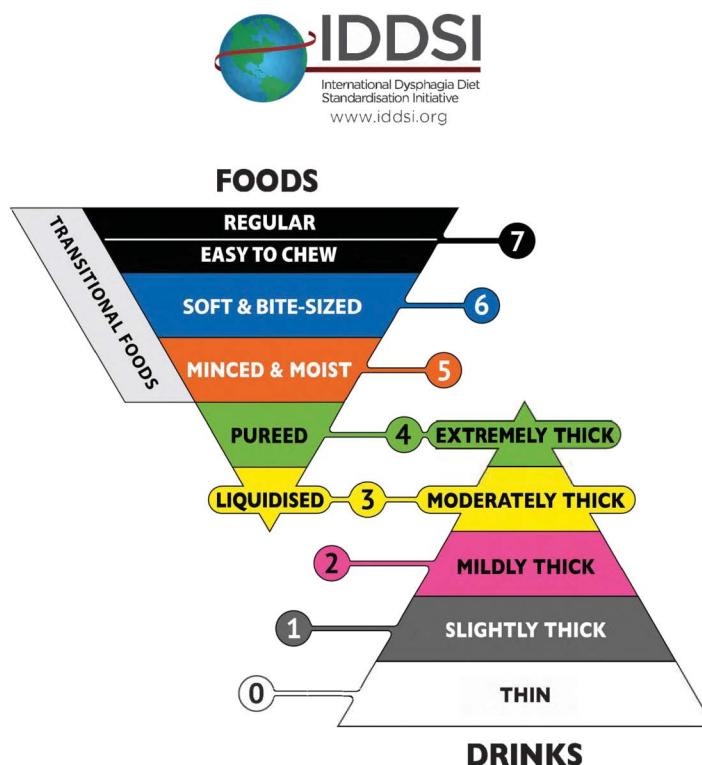 IDDSI
International Dysphagia Diet
Standardisation Initiative
www.iddsi.org
FOODS
TRANSITIONAL FOODS
REGULAR
EASY TO CHEW
7
SOFT & BITE-SIZED
6
MINCED & MOIST
5
PUREED
4
EXTREMELY THICK
LIQUIDISED
3
MODERATELY THICK
2
MILDLY THICK
1
SLIGHTLY THICK
0
THIN
DRINKS